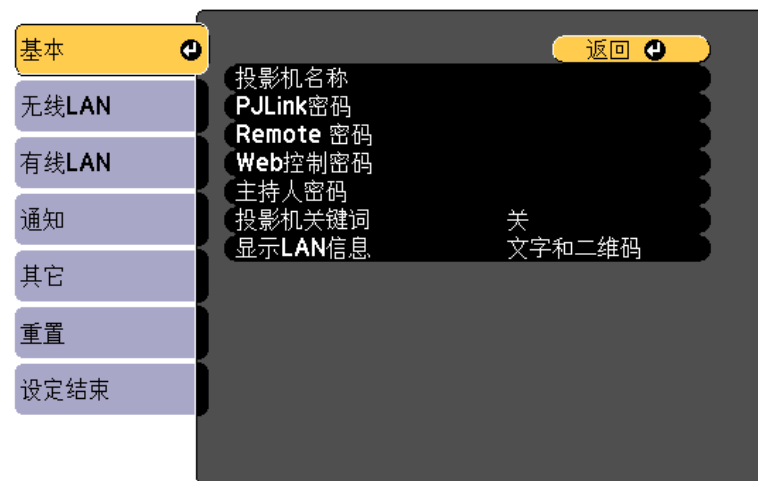 基本
无线LAN
有线LAN
通知
其它
重置
设定结束
返回
投影机名称
PJLink密码
Remote 密码
Web控制密码
主持人密码
投影机关键词 关
显示LAN信息 文字和二维码